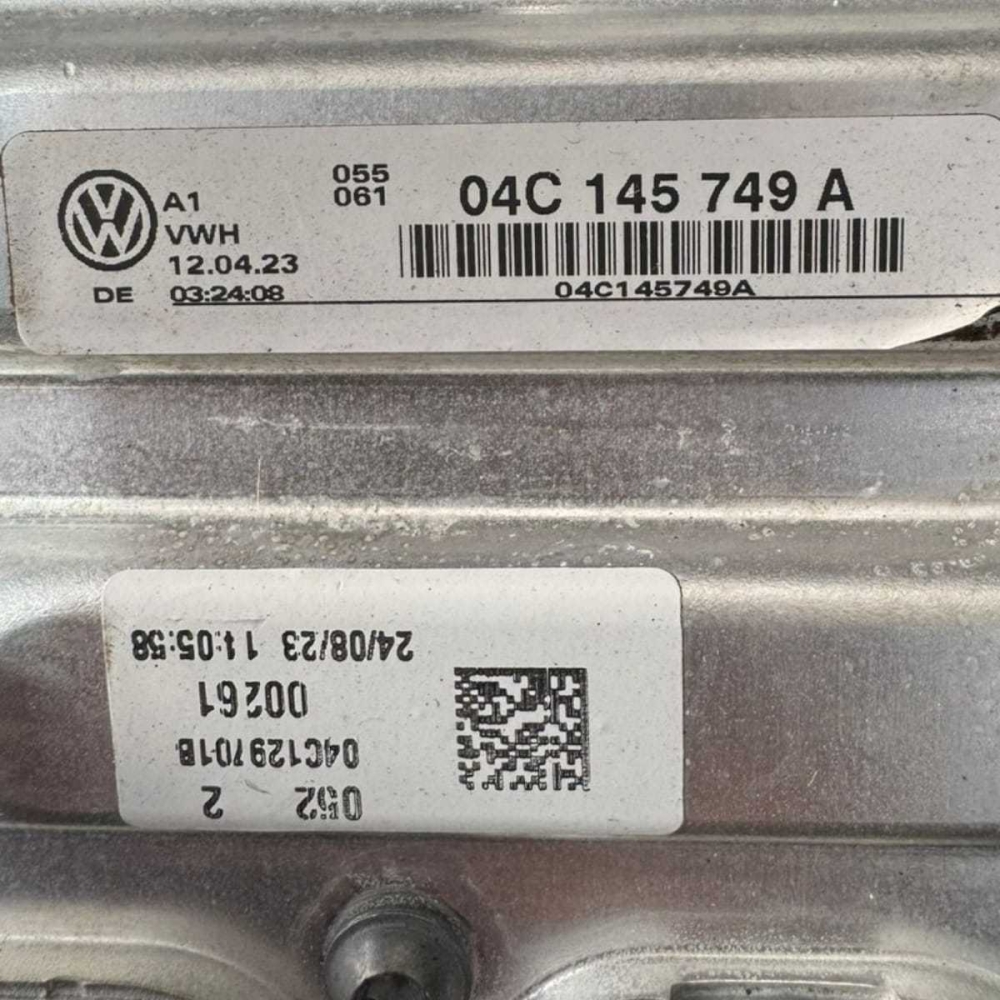 A1
VWH
12.04.23
DE 03:24:08
055
061
04C 145 749 A
04C145749A
052 2
04C129701B
00261
24/08/23 11:05:58